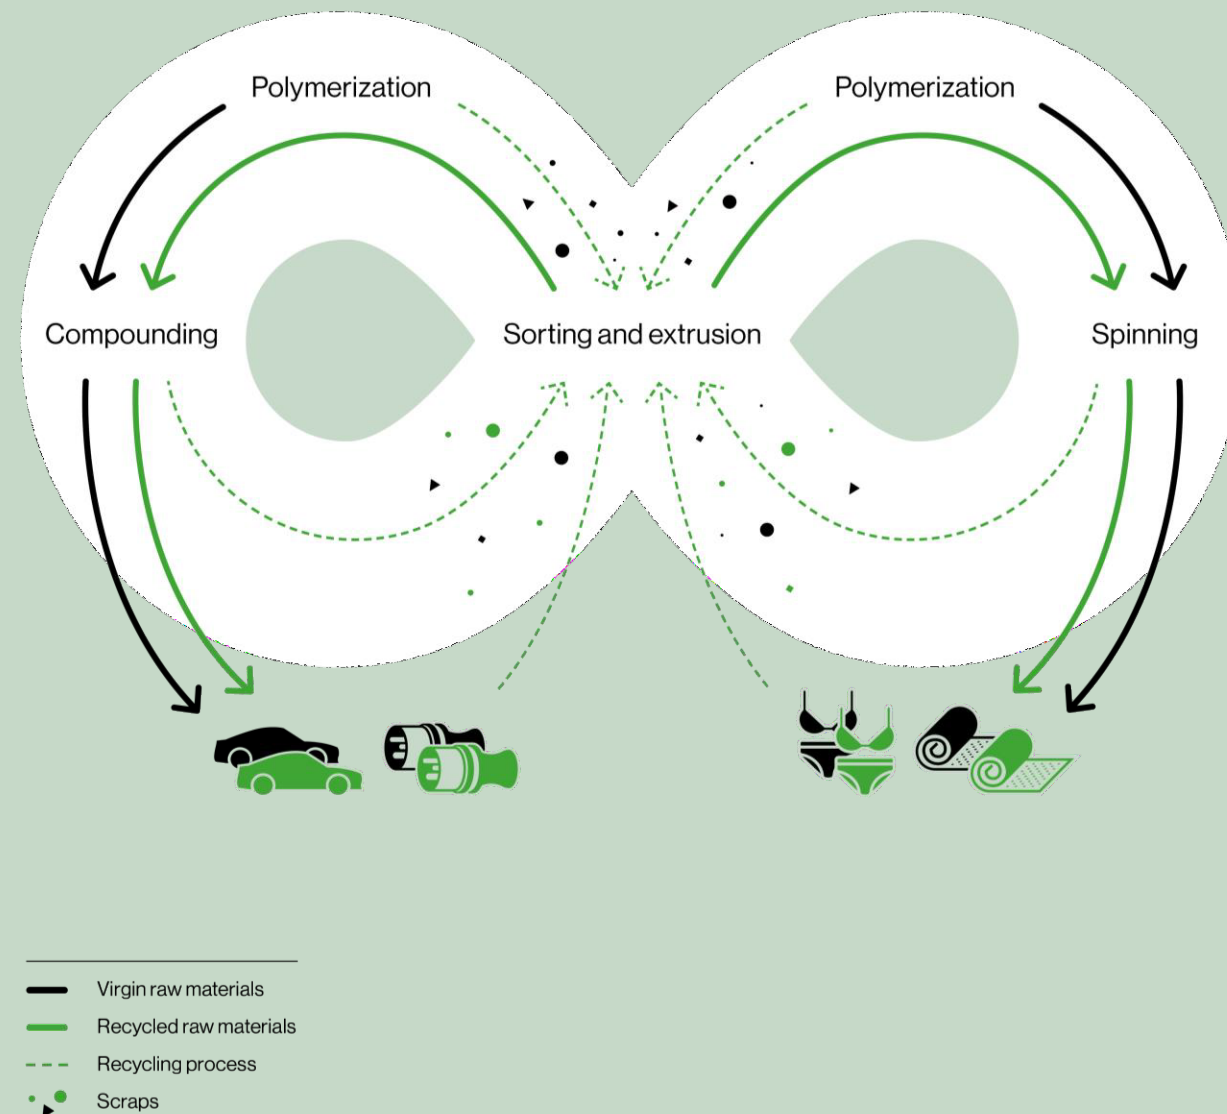 Polymerization
Polymerization
Compounding
Sorting and extrusion
Spinning
Virgin raw materials
Recycled raw materials
Recycling process
Scraps